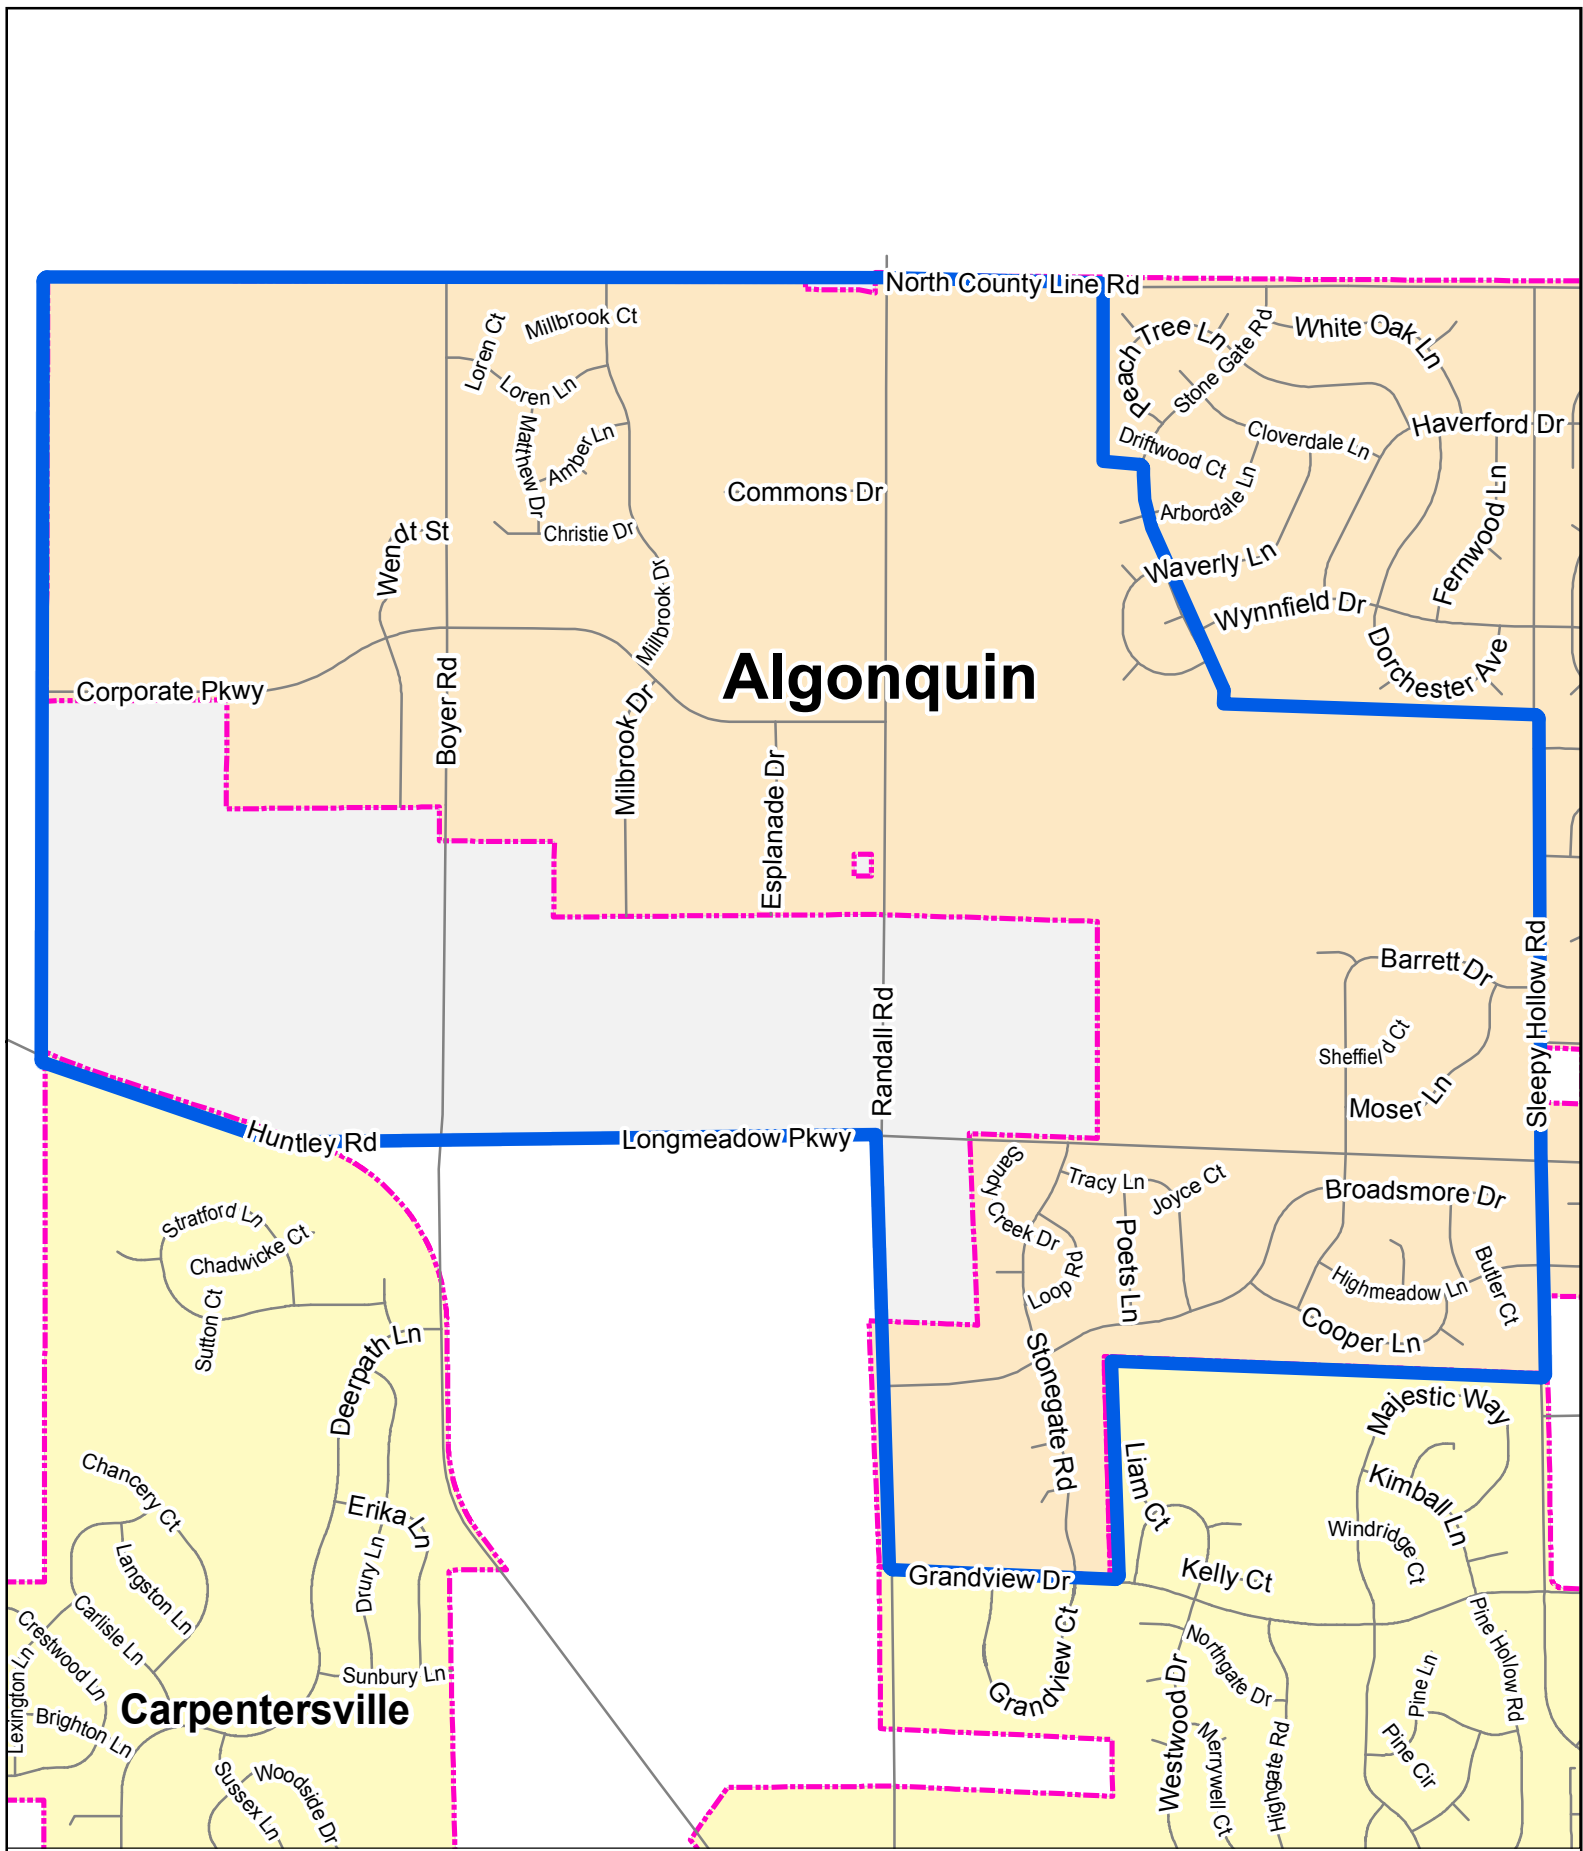 North County Line Rd
Millbrook Ct
Loren Ct
Loren Ln
Matthew Dr
Amber Ln
Christie Dr
Peach Tree Ln
Stone Gate Rd
White Oak Ln
Haverford Dr
Driftwood Ct
Cloverdale Ln
Arbordale Ln
Fernwood Ln
Commons Dr
Wendt St
Millbrook Dr
Waverly Ln
Wynnfield Dr
Dorchester Ave
Algonquin
Corporate Pkwy
Boyer Rd
Milbrook Dr
Esplanade Dr
Randall Rd
Barrett Dr
Sleepy Hollow Rd
Sheffield Ct
Moser Ln
Huntley Rd
Longmeadow Pkwy
Sandy Creek Dr
Tracy Ln
Joyce Ct
Broadsmore Dr
Poets Ln
Loop Rd
Highmeadow Ln
Butler Ct
Cooper Ln
Stratford Ln
Chadwicke Ct
Sutton Ct
Deerpath Ln
Stonegate Rd
Majestic Way
Liam Ct
Kimball Ln
Windridge Ct
Chancery Ct
Erika Ln
Langston Ln
Drury Ln
Grandview Dr
Kelly Ct
Carlisle Ln
Crestwood Ln
Lexington Ln
Sunbury Ln
Grandview Ct
Northgate Dr
Pine Hollow Rd
Pine Ln
Carpentersville
Brighton Ln
Westwood Dr
Merrywell Ct
Highgate Rd
Pine Cir
Sussex Ln
Woodside Dr